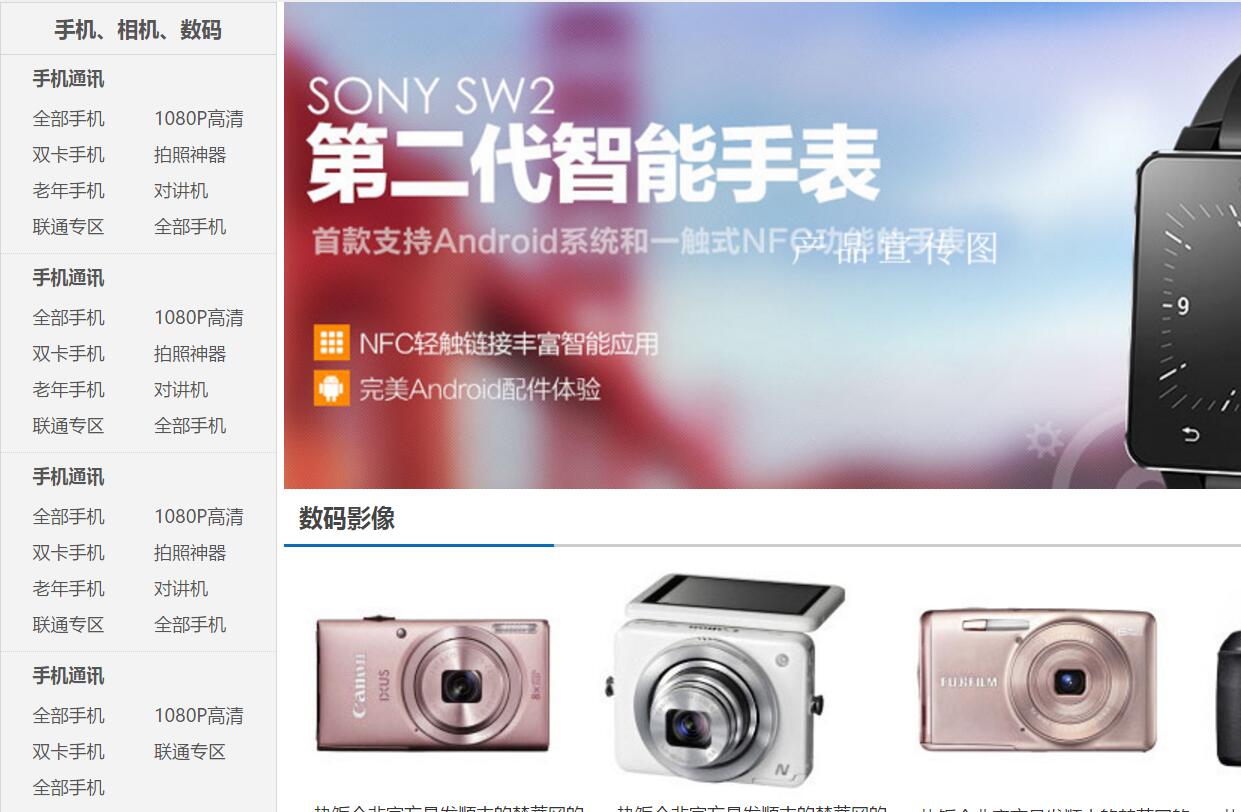 手机、相机、数码
手机通讯
全部手机 1080P高清
双卡手机 拍照神器
老年手机 对讲机
联通专区 全部手机
手机通讯
全部手机 1080P高清
双卡手机 拍照神器
老年手机 对讲机
联通专区 全部手机
手机通讯
全部手机 1080P高清
双卡手机 拍照神器
老年手机 对讲机
联通专区 全部手机
手机通讯
全部手机 1080P高清
双卡手机 联通专区
全部手机
SONY SW2
第二代智能手表
首款支持Android系统和一触式NFC功能的手表
产品宣传图
NFC轻触链接丰富智能应用
完美Android配件体验
9
数码影像
Canon
IXUS
8x
N
FUJIFILM